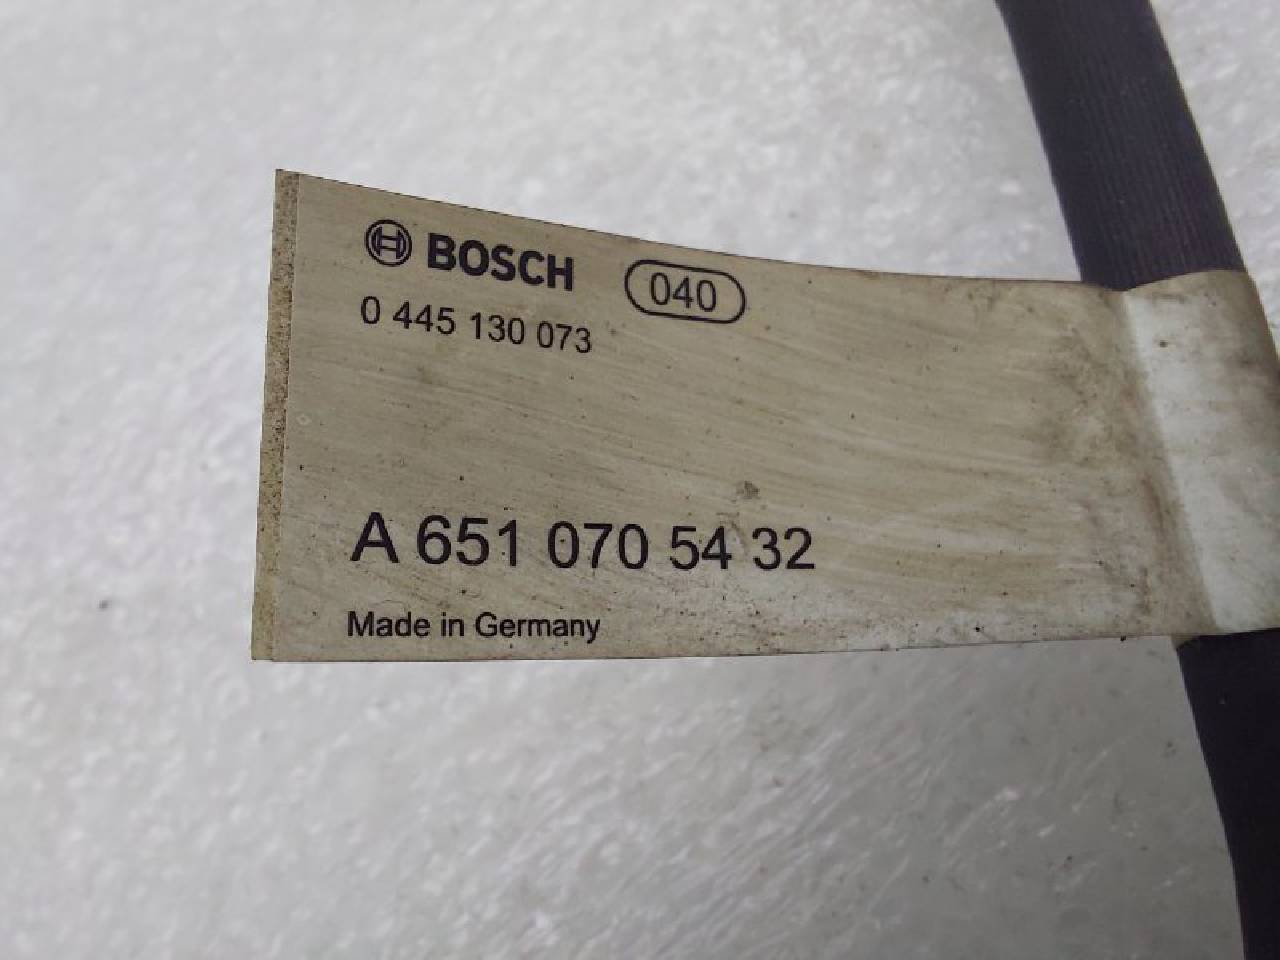 BOSCH 040
0 445 130 073
A 651 070 54 32
Made in Germany